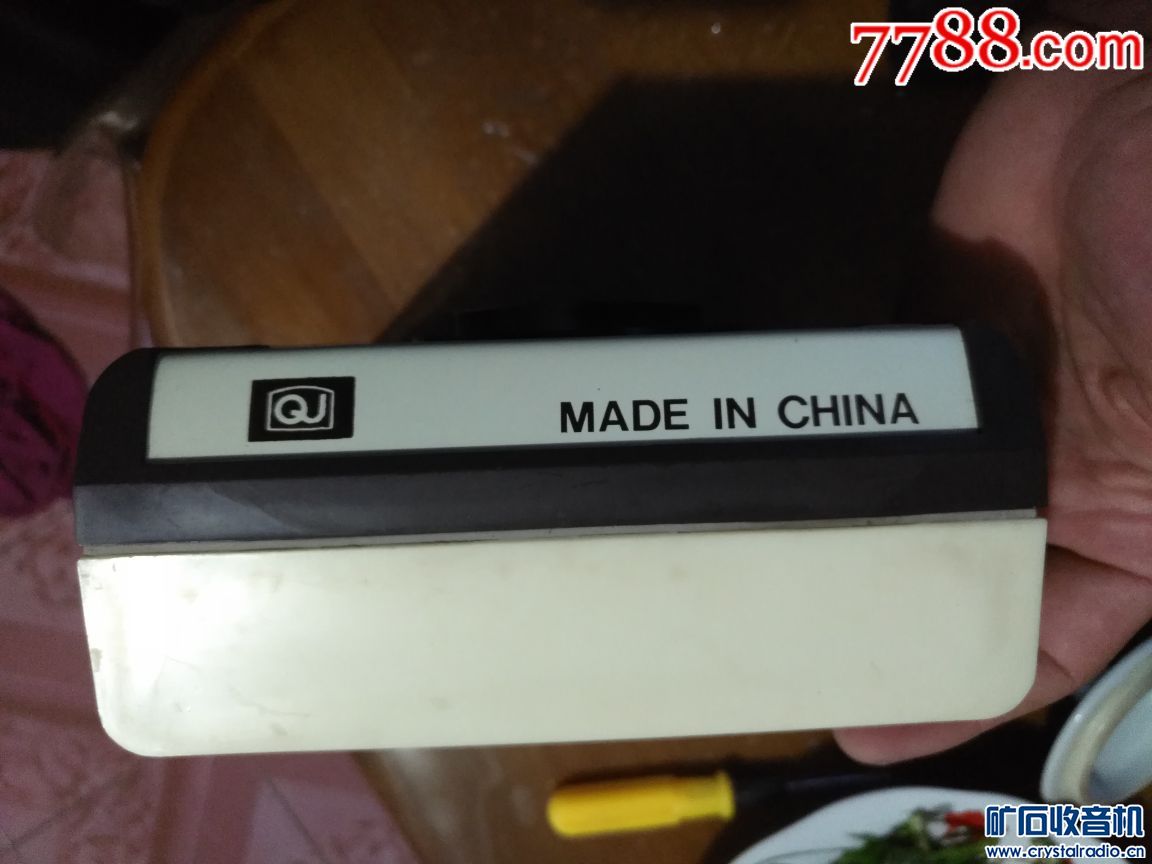 7788.com
QJ
MADE IN CHINA
矿石收音机
www.crystalradio.cn